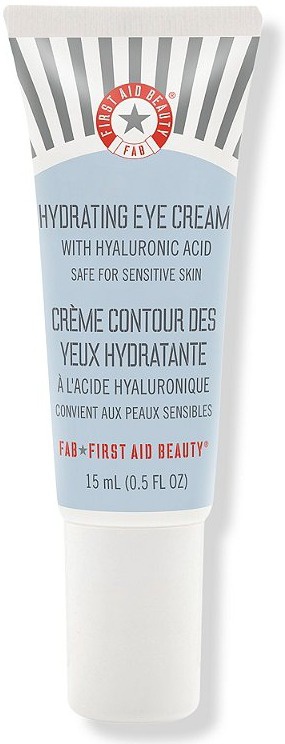 FIRST AID BEAUTY
FAB
HYDRATING EYE CREAM
WITH HYALURONIC ACID
SAFE FOR SENSITIVE SKIN
CRÈME CONTOUR DES
YEUX HYDRATANTE
À L'ACIDE HYALURONIQUE
CONVIENT AUX PEAUX SENSIBLES
FAB★FIRST AID BEAUTY®
15 mL (0.5 FL OZ)